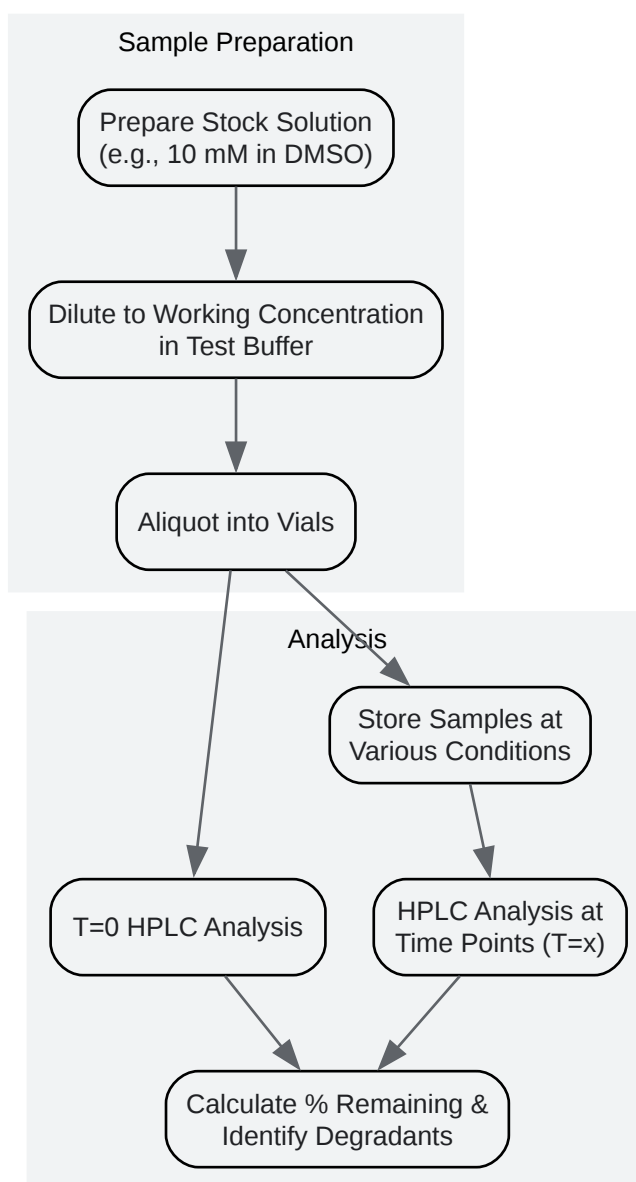 Sample Preparation
Prepare Stock Solution
(e.g., 10 mM in DMSO)
Dilute to Working Concentration
in Test Buffer
Aliquot into Vials
Analysis
Store Samples at
Various Conditions
T=0 HPLC Analysis
HPLC Analysis at
Time Points (T=x)
Calculate % Remaining &
Identify Degradants